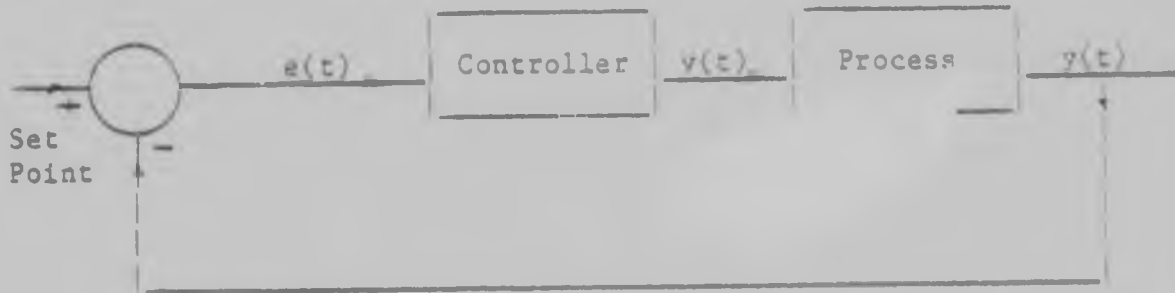 e(t)
Controller
v(t)
Process
y(t)
+
Set
Point
-